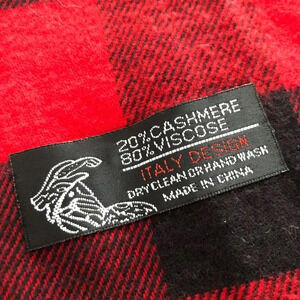 20%CASHMERE
80%VISCOSE
ITALY DESIGN
DRY CLEAN OR HAND WASH
MADE IN CHINA